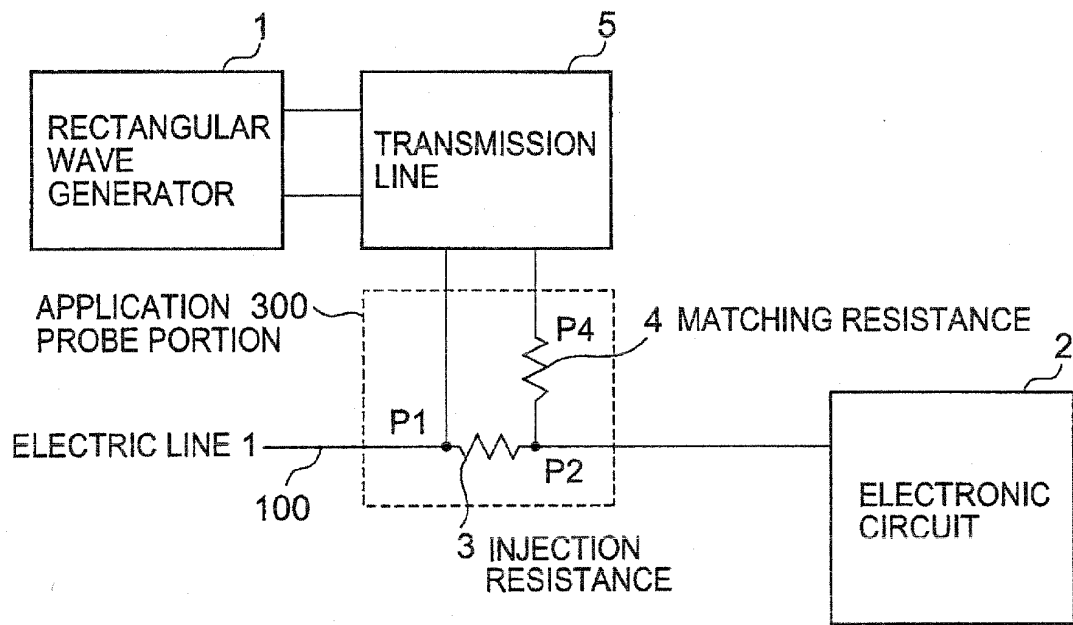 1
5
RECTANGULAR
WAVE
GENERATOR
TRANSMISSION
LINE
APPLICATION 300
PROBE PORTION
P4
4 MATCHING RESISTANCE
2
P1
ELECTRIC LINE 1
P2
100
3 INJECTION
RESISTANCE
ELECTRONIC
CIRCUIT